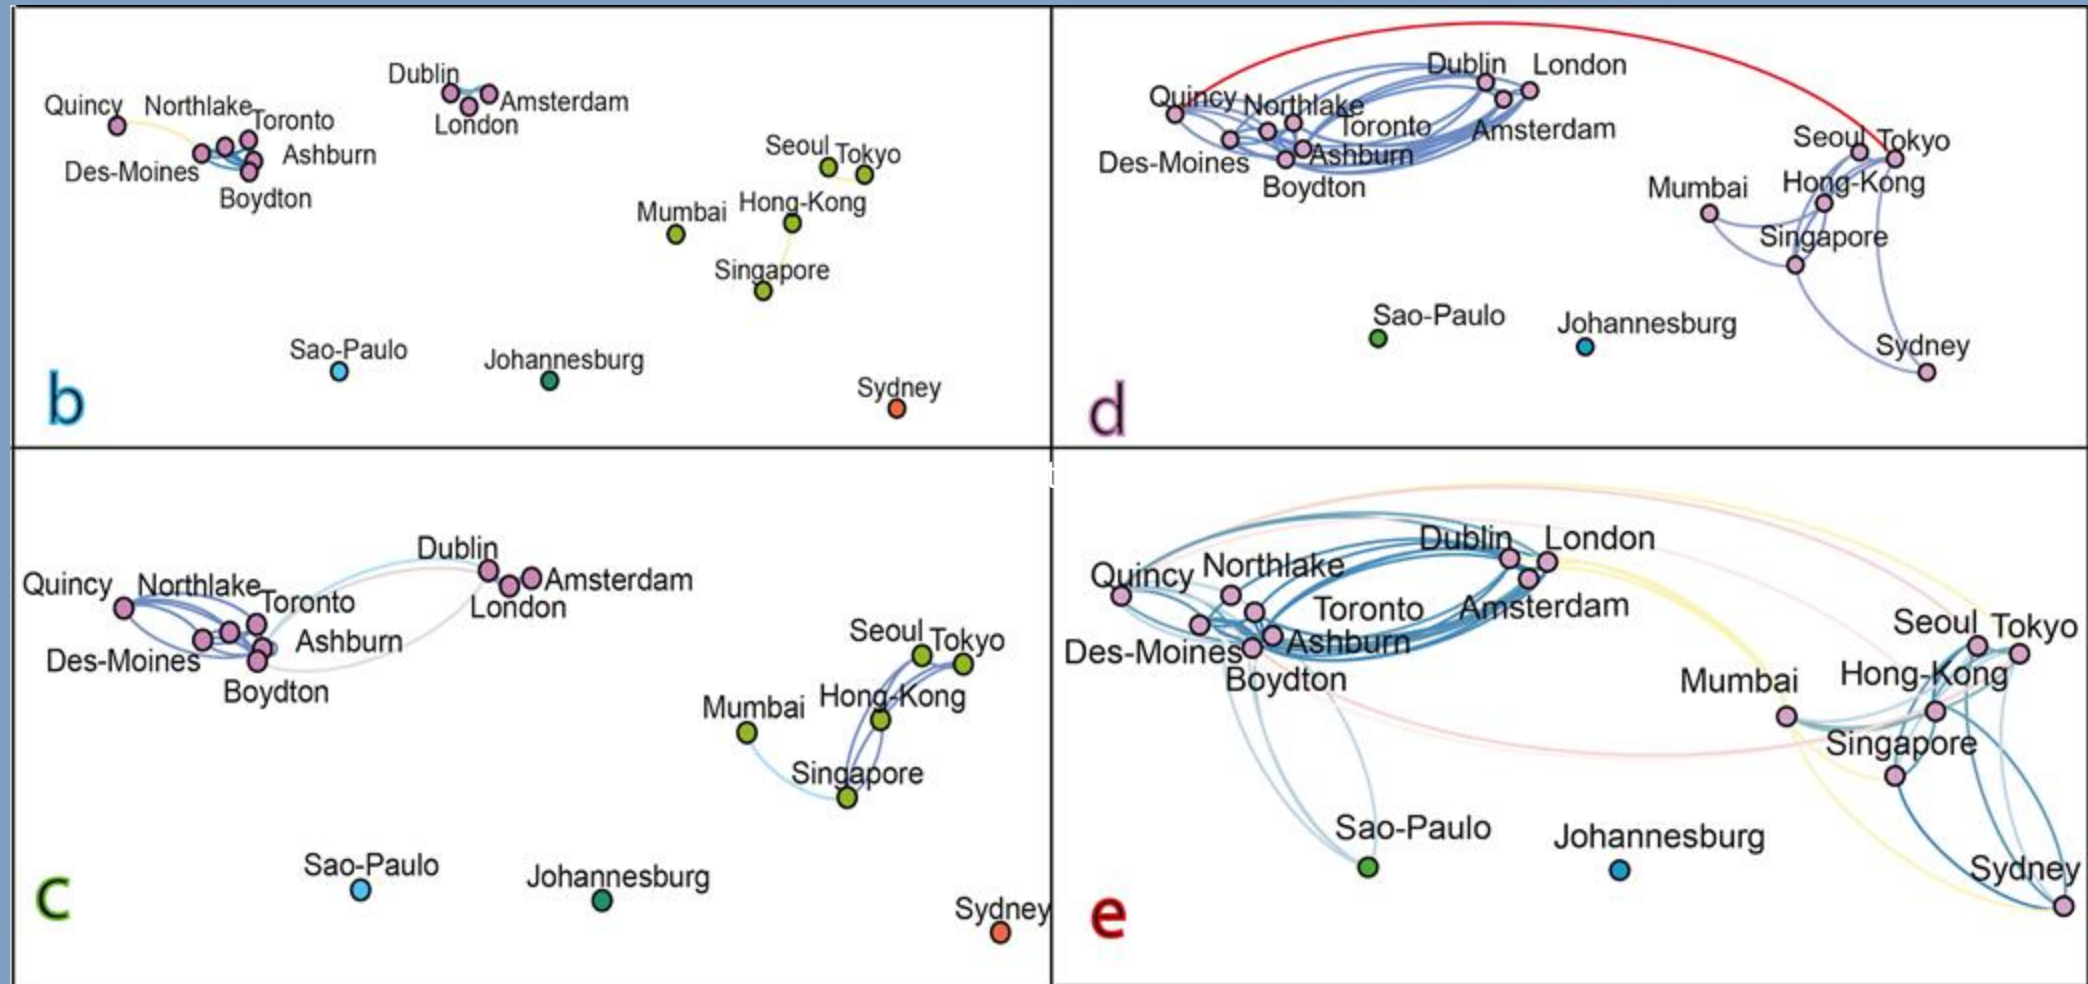 Dublin
Quincy Northlake Toronto
Amsterdam
London
Des-Moines
Ashburn
Boydton
Seoul Tokyo
Mumbai Hong-Kong
Singapore
Sao-Paulo
Johannesburg
Sydney
b
Dublin London
Quincy Northlake
Toronto Amsterdam
Des-Moines Ashburn
Boydton
Seoul Tokyo
Mumbai Hong-Kong
Singapore
Sao-Paulo
Johannesburg
Sydney
d
Dublin
Quincy Northlake Toronto
Amsterdam
London
Des-Moines Ashburn
Boydton
Seoul Tokyo
Mumbai Hong-Kong
Singapore
Sao-Paulo
Johannesburg
Sydney
c
Dublin London
Quincy Northlake
Toronto Amsterdam
Des-Moines Ashburn
Boydton
Seoul Tokyo
Mumbai Hong-Kong
Singapore
Sao-Paulo
Johannesburg
Sydney
e